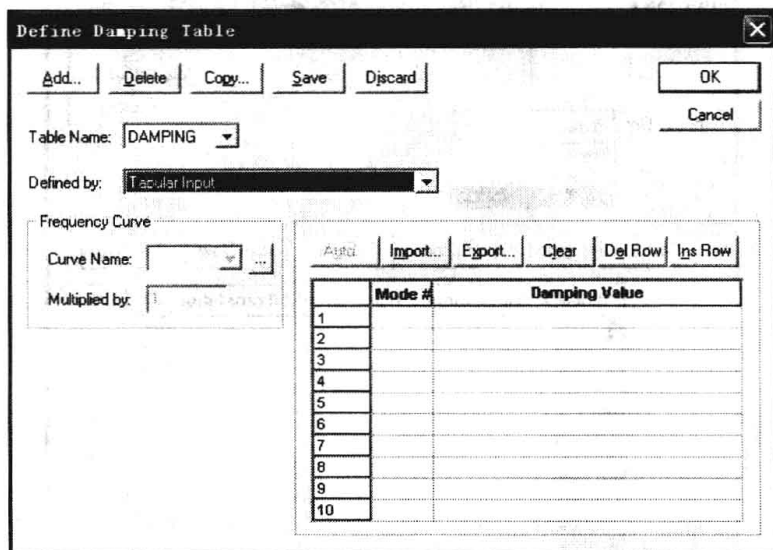 Define Damping Table
Add... Delete Copy... Save Discard OK
Cancel
Table Name: DAMPING
Defined by: Tabular Input
Frequency Curve
Curve Name: ...
Multiplied by: 1
Auto Import... Export... Clear Del Row Ins Row
Mode # Damping Value
1
2
3
4
5
6
7
8
9
10